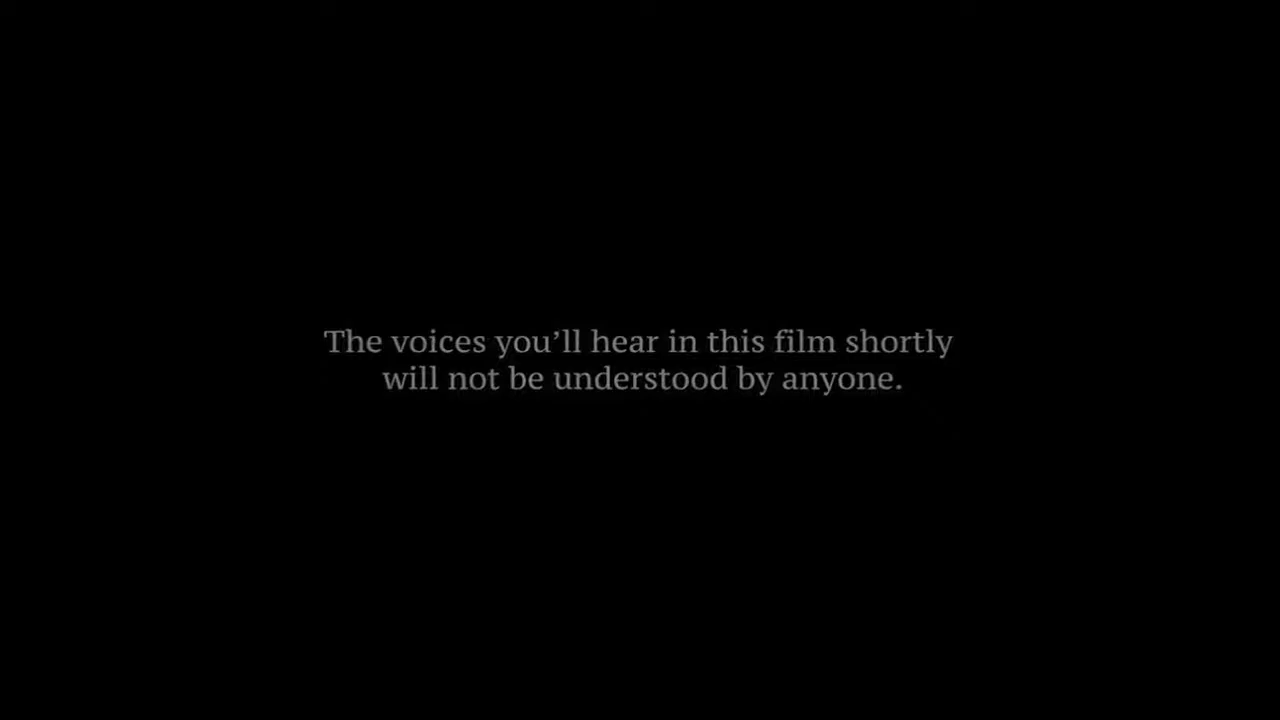 The voices you’ll hear in this film shortly
will not be understood by anyone.